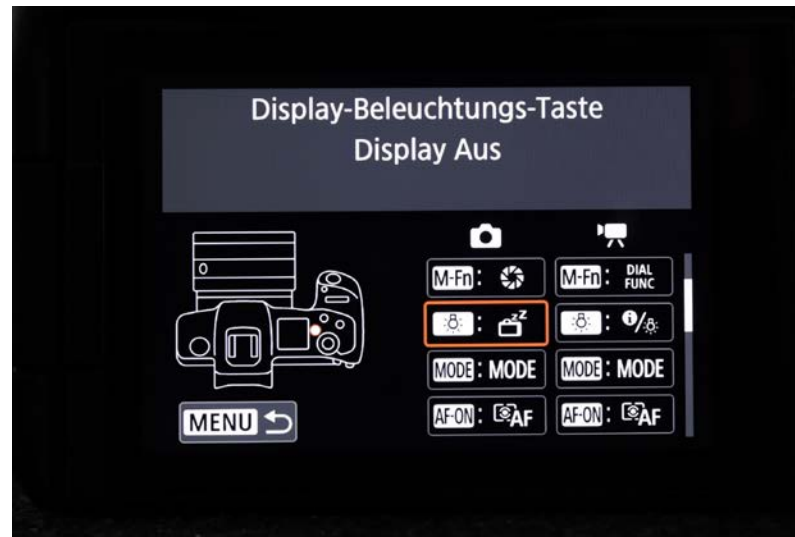 Display-Beleuchtungs-Taste
Display Aus
M-Fn: M-Fn: DIAL FUNC
: zZ : i/
MODE: MODE MODE: MODE
AF-ON: AF AF-ON: AF
MENU